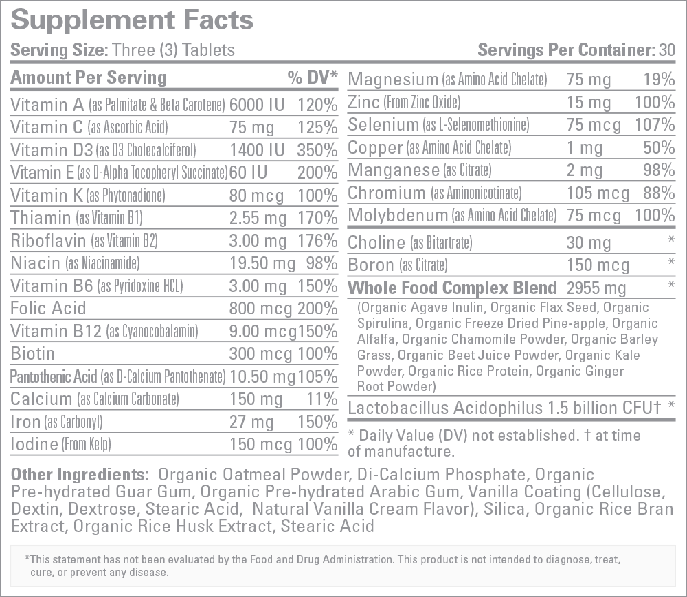 Supplement Facts
Serving Size: Three (3) Tablets
Servings Per Container: 30
Amount Per Serving % DV*
Vitamin A (as Palmitate & Beta Carotene) 6000 IU 120%
Vitamin C (as Ascorbic Acid) 75 mg 125%
Vitamin D3 (as D3 Cholecalciferol) 1400 IU 350%
Vitamin E (as D-Alpha Tocopheryl Succinate) 60 IU 200%
Vitamin K (as Phytonadione) 80 mcg 100%
Thiamin (as Vitamin B1) 2.55 mg 170%
Riboflavin (as Vitamin B2) 3.00 mg 176%
Niacin (as Niacinamide) 19.50 mg 98%
Vitamin B6 (as Pyridoxine HCL) 3.00 mg 150%
Folic Acid 800 mcg 200%
Vitamin B12 (as Cyanocobalamin) 9.00 mcg 150%
Biotin 300 mcg 100%
Pantothenic Acid (as D-Calcium Pantothenate) 10.50 mg 105%
Calcium (as Calcium Carbonate) 150 mg 11%
Iron (as Carbonyl) 27 mg 150%
Iodine (From Kelp) 150 mcg 100%
Magnesium (as Amino Acid Chelate) 75 mg 19%
Zinc (From Zinc Oxide) 15 mg 100%
Selenium (as L-Selenomethionine) 75 mcg 107%
Copper (as Amino Acid Chelate) 1 mg 50%
Manganese (as Citrate) 2 mg 98%
Chromium (as Aminonicotinate) 105 mcg 88%
Molybdenum (as Amino Acid Chelate) 75 mcg 100%
Choline (as Bitartrate) 30 mg *
Boron (as Citrate) 150 mcg *
Whole Food Complex Blend 2955 mg *
(Organic Agave Inulin, Organic Flax Seed, Organic
Spirulina, Organic Freeze Dried Pine-apple, Organic
Alfalfa, Organic Chamomile Powder, Organic Barley
Grass, Organic Beet Juice Powder, Organic Kale
Powder, Organic Rice Protein, Organic Ginger
Root Powder)
Lactobacillus Acidophilus 1.5 billion CFU† *
* Daily Value (DV) not established. † at time
of manufacture.
Other Ingredients: Organic Oatmeal Powder, Di-Calcium Phosphate, Organic
Pre-hydrated Guar Gum, Organic Pre-hydrated Arabic Gum, Vanilla Coating (Cellulose,
Dextin, Dextrose, Stearic Acid, Natural Vanilla Cream Flavor), Silica, Organic Rice Bran
Extract, Organic Rice Husk Extract, Stearic Acid
*This statement has not been evaluated by the Food and Drug Administration. This product is not intended to diagnose, treat,
cure, or prevent any disease.